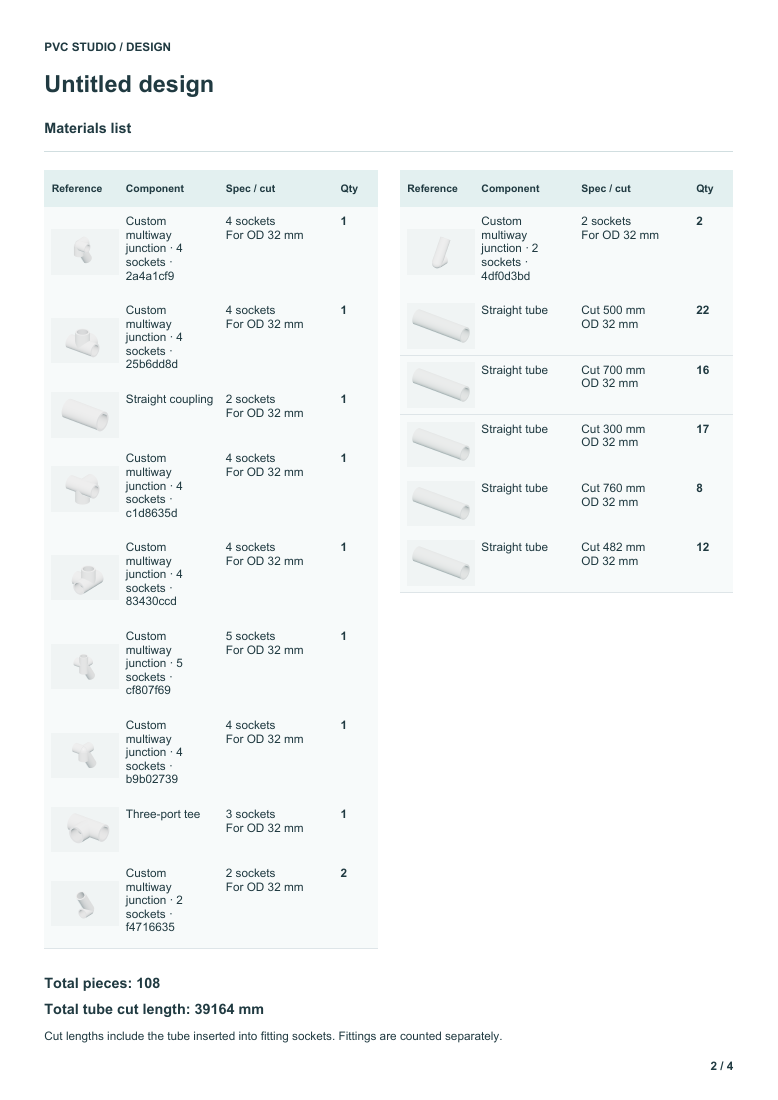 PVC STUDIO / DESIGN
Untitled design
Materials list
Reference Component Spec / cut Qty
Custom multiway junction · 4 sockets · 2a4a1cf9 4 sockets For OD 32 mm 1
Custom multiway junction · 4 sockets · 25b6dd8d 4 sockets For OD 32 mm 1
Straight coupling 2 sockets For OD 32 mm 1
Custom multiway junction · 4 sockets · c1d8635d 4 sockets For OD 32 mm 1
Custom multiway junction · 4 sockets · 83430ccd 4 sockets For OD 32 mm 1
Custom multiway junction · 5 sockets · cf807f69 5 sockets For OD 32 mm 1
Custom multiway junction · 4 sockets · b9b02739 4 sockets For OD 32 mm 1
Three-port tee 3 sockets For OD 32 mm 1
Custom multiway junction · 2 sockets · f4716635 2 sockets For OD 32 mm 2
Reference Component Spec / cut Qty
Custom multiway junction · 2 sockets · 4df0d3bd 2 sockets For OD 32 mm 2
Straight tube Cut 500 mm OD 32 mm 22
Straight tube Cut 700 mm OD 32 mm 16
Straight tube Cut 300 mm OD 32 mm 17
Straight tube Cut 760 mm OD 32 mm 8
Straight tube Cut 482 mm OD 32 mm 12
Total pieces: 108
Total tube cut length: 39164 mm
Cut lengths include the tube inserted into fitting sockets. Fittings are counted separately.
2 / 4